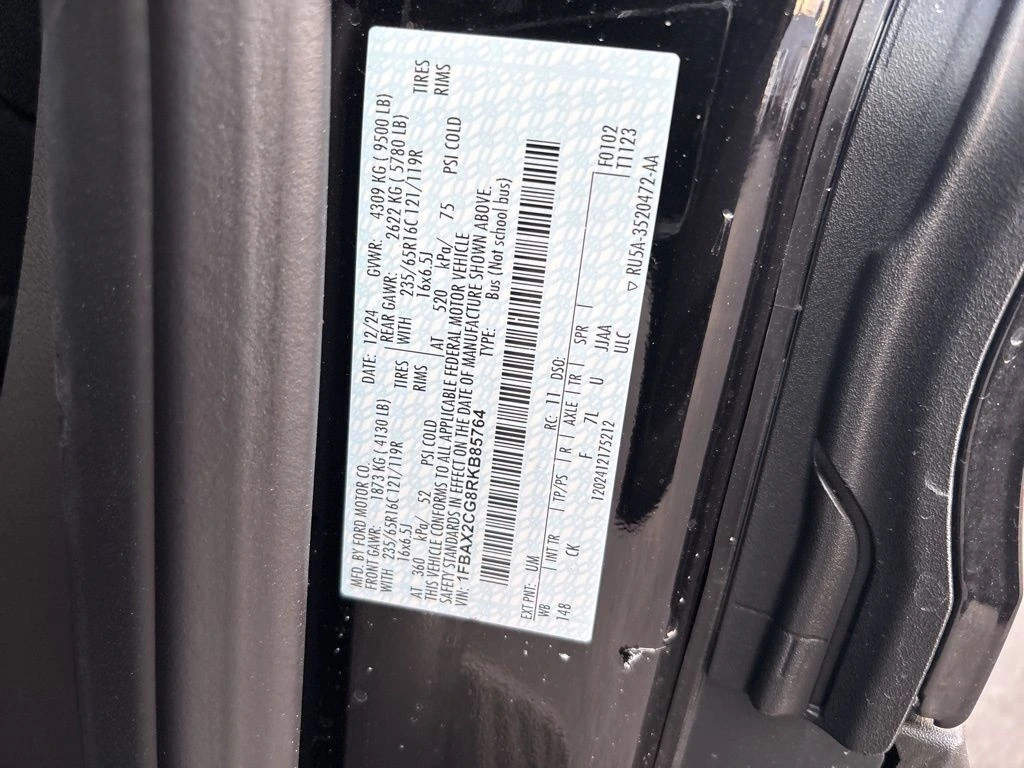 MFD. BY FORD MOTOR CO.
DATE: 12/24 GVWR: 4309 KG ( 9500 LB)
FRONT GAWR: 1873 KG ( 4130 LB) REAR GAWR: 2622 KG ( 5780 LB)
WITH 235/65R16C 121/119R TIRES WITH 235/65R16C 121/119R TIRES
16x6.5J RIMS 16x6.5J RIMS
AT 360 kPa/ 52 PSI COLD AT 520 kPa/ 75 PSI COLD
THIS VEHICLE CONFORMS TO ALL APPLICABLE FEDERAL MOTOR VEHICLE
SAFETY STANDARDS IN EFFECT ON THE DATE OF MANUFACTURE SHOWN ABOVE.
VIN: 1FBAX2CG8RKB85764 TYPE: Bus (Not school bus)
EXT PNT: UM RC: 11 DSO: F0102
WB INT TR TP/PS R AXLE TR SPR T1123
148 CK F 7L U JJAA
120241217S212 ULC
▽ RU5A-3520472-AA